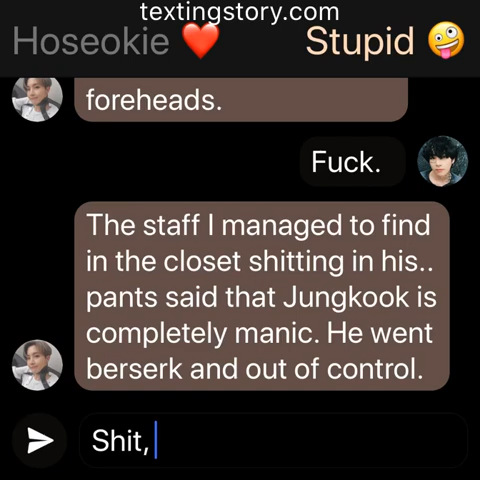 textingstory.com
Hoseokie ❤️ Stupid 🤪
foreheads.
Fuck.
The staff I managed to find
in the closet shitting in his..
pants said that Jungkook is
completely manic. He went
berserk and out of control.
Shit,